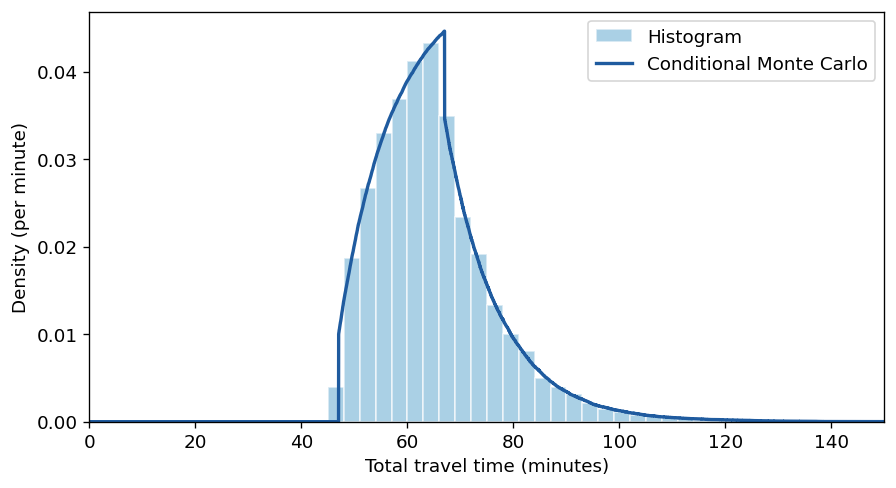 Histogram
Conditional Monte Carlo
Density (per minute)
0.04
0.03
0.02
0.01
0.00
0 20 40 60 80 100 120 140
Total travel time (minutes)